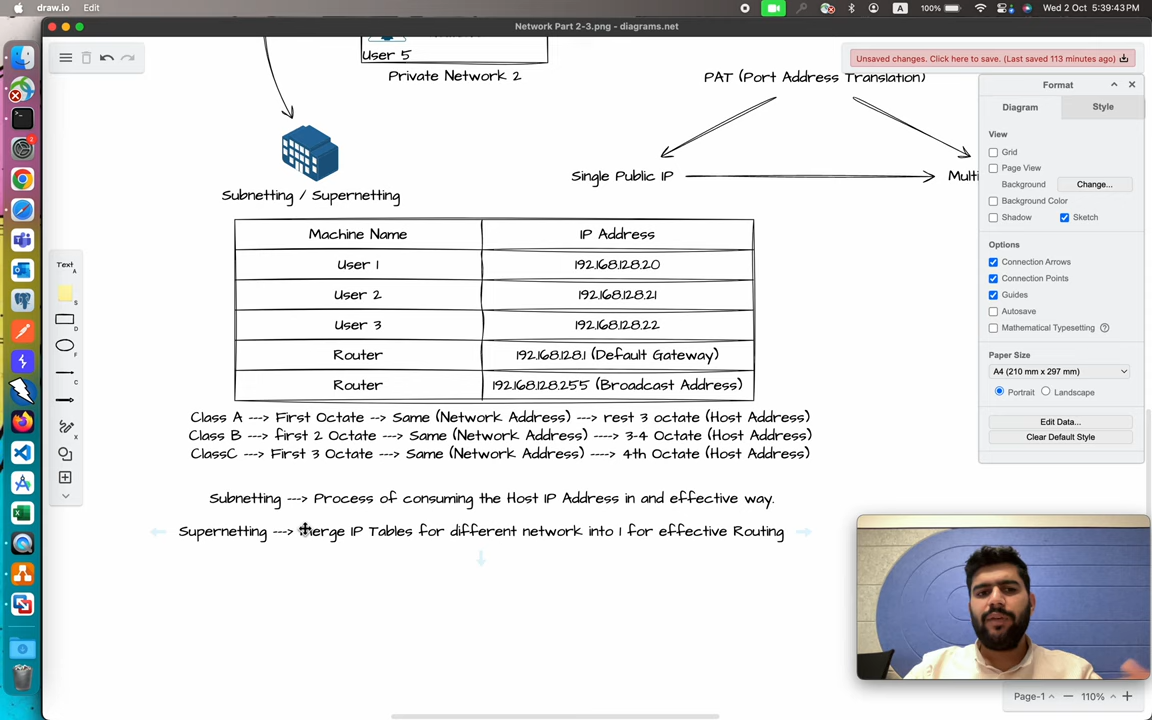 draw.io Edit
100% A Wed 2 Oct 5:39:43 PM
Network Part 2-3.png - diagrams.net
Unsaved changes. Click here to save. (Last saved 113 minutes ago)
User 5
Private Network 2
PAT (Port Address Translation)
Single Public IP
Multi
Subnetting / Supernetting
Machine Name IP Address
User 1 192.168.128.20
User 2 192.168.128.21
User 3 192.168.128.22
Router 192.168.128.1 (Default Gateway)
Router 192.168.128.255 (Broadcast Address)
Class A ---> First Octate --> Same (Network Address) ---> rest 3 octate (Host Address)
Class B ---> first 2 Octate ---> Same (Network Address) ----> 3-4 Octate (Host Address)
ClassC ---> First 3 Octate ---> Same (Network Address) ----> 4th Octate (Host Address)
Subnetting ---> Process of consuming the Host IP Address in and effective way.
Supernetting ---> Merge IP Tables for different network into 1 for effective Routing
Text
A
S
D
F
C
X
Format
Diagram Style
View
Grid
Page View
Background Change...
Background Color
Shadow Sketch
Options
Connection Arrows
Connection Points
Guides
Autosave
Mathematical Typesetting
Paper Size
A4 (210 mm x 297 mm)
Portrait Landscape
Edit Data...
Clear Default Style
Page-1 110%